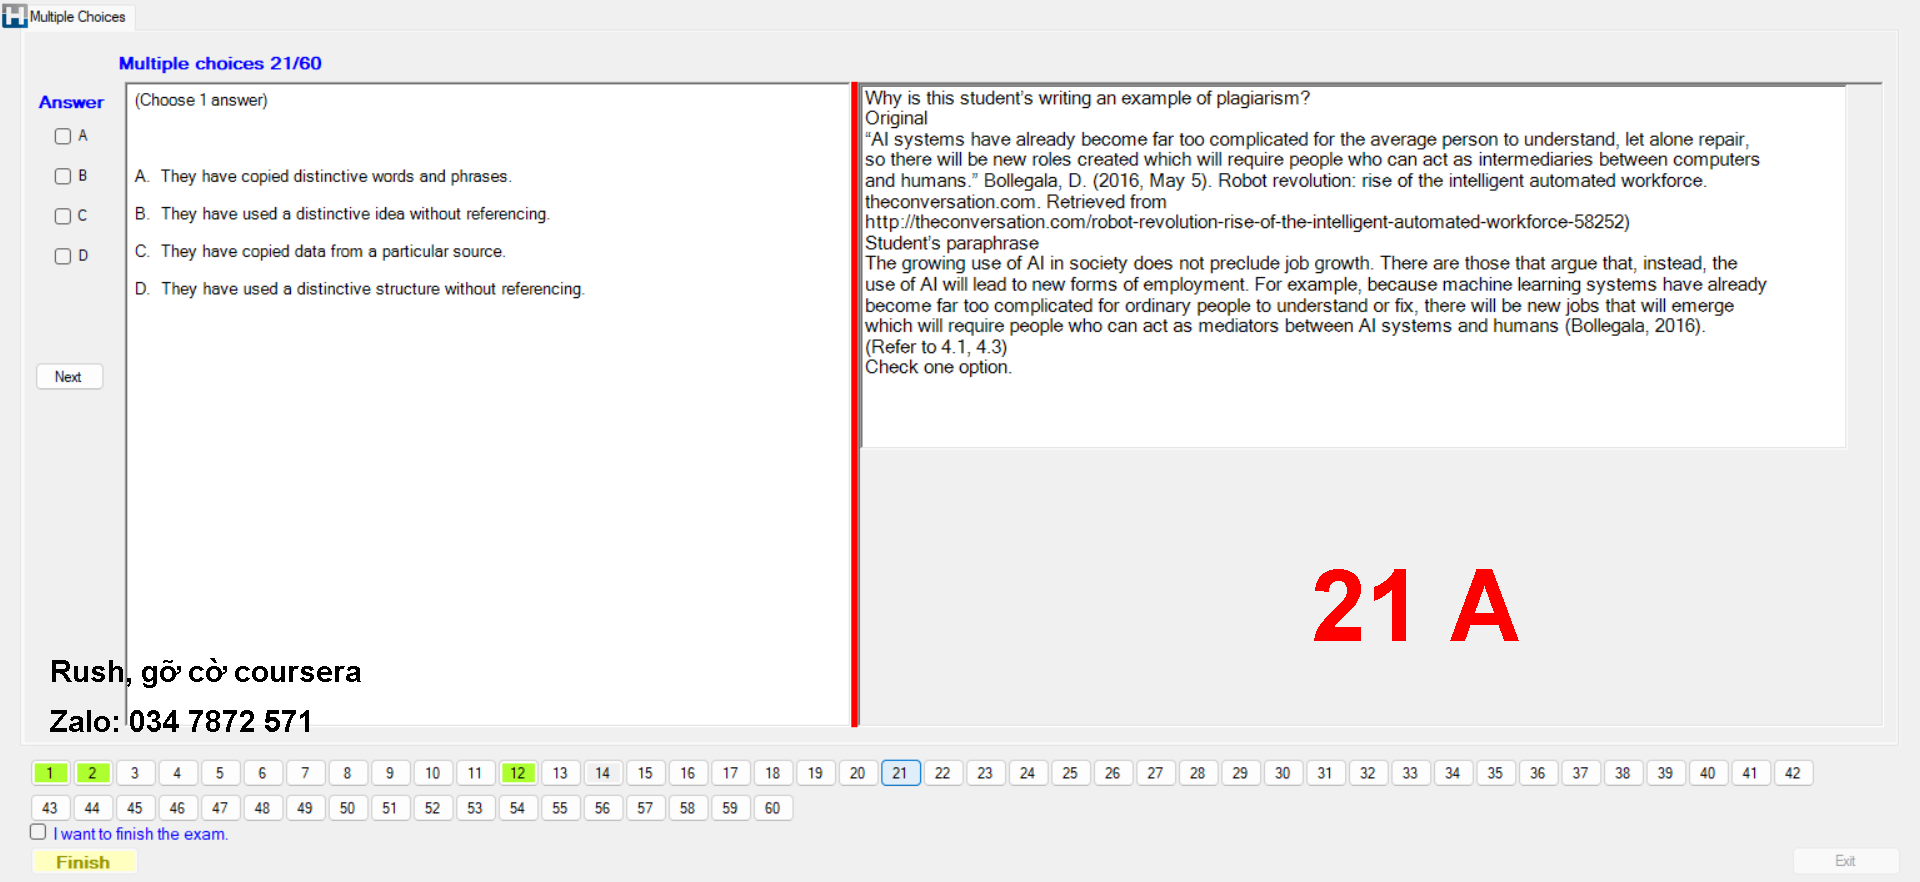 Multiple Choices
Multiple choices 21/60
Answer
A
B
C
D
Next
(Choose 1 answer)
A. They have copied distinctive words and phrases.
B. They have used a distinctive idea without referencing.
C. They have copied data from a particular source.
D. They have used a distinctive structure without referencing.
Why is this student's writing an example of plagiarism?
Original
“AI systems have already become far too complicated for the average person to understand, let alone repair,
so there will be new roles created which will require people who can act as intermediaries between computers
and humans.” Bollegala, D. (2016, May 5). Robot revolution: rise of the intelligent automated workforce.
theconversation.com. Retrieved from
http://theconversation.com/robot-revolution-rise-of-the-intelligent-automated-workforce-58252)
Student's paraphrase
The growing use of AI in society does not preclude job growth. There are those that argue that, instead, the
use of AI will lead to new forms of employment. For example, because machine learning systems have already
become far too complicated for ordinary people to understand or fix, there will be new jobs that will emerge
which will require people who can act as mediators between AI systems and humans (Bollegala, 2016).
(Refer to 4.1, 4.3)
Check one option.
21 A
Rush, gỡ cờ coursera
Zalo: 034 7872 571
1 2 3 4 5 6 7 8 9 10 11 12 13 14 15 16 17 18 19 20 21 22 23 24 25 26 27 28 29 30 31 32 33 34 35 36 37 38 39 40 41 42
43 44 45 46 47 48 49 50 51 52 53 54 55 56 57 58 59 60
I want to finish the exam.
Finish
Exit